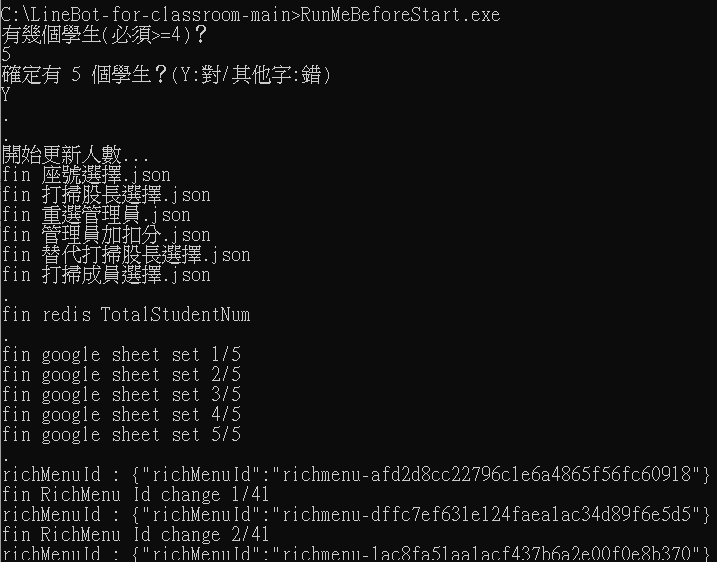 C:\LineBot-for-classroom-main>RunMeBeforeStart.exe
有幾個學生(必須>=4)?
5
確定有 5 個學生?(Y:對/其他字:錯)
Y
.
.
開始更新人數...
fin 座號選擇.json
fin 打掃股長選擇.json
fin 重選管理員.json
fin 管理員加扣分.json
fin 替代打掃股長選擇.json
fin 打掃成員選擇.json
.
fin redis TotalStudentNum
.
fin google sheet set 1/5
fin google sheet set 2/5
fin google sheet set 3/5
fin google sheet set 4/5
fin google sheet set 5/5
.
richMenuId : {"richMenuId":"richmenu-afd2d8cc22796c1e6a4865f56fc60918"}
fin RichMenu Id change 1/41
richMenuId : {"richMenuId":"richmenu-dffc7ef631e124faea1ac34d89f6e5d5"}
fin RichMenu Id change 2/41
richMenuId : {"richMenuId":"richmenu-1ac8fa51aa1acf437b6a2e00f0e8b370"}